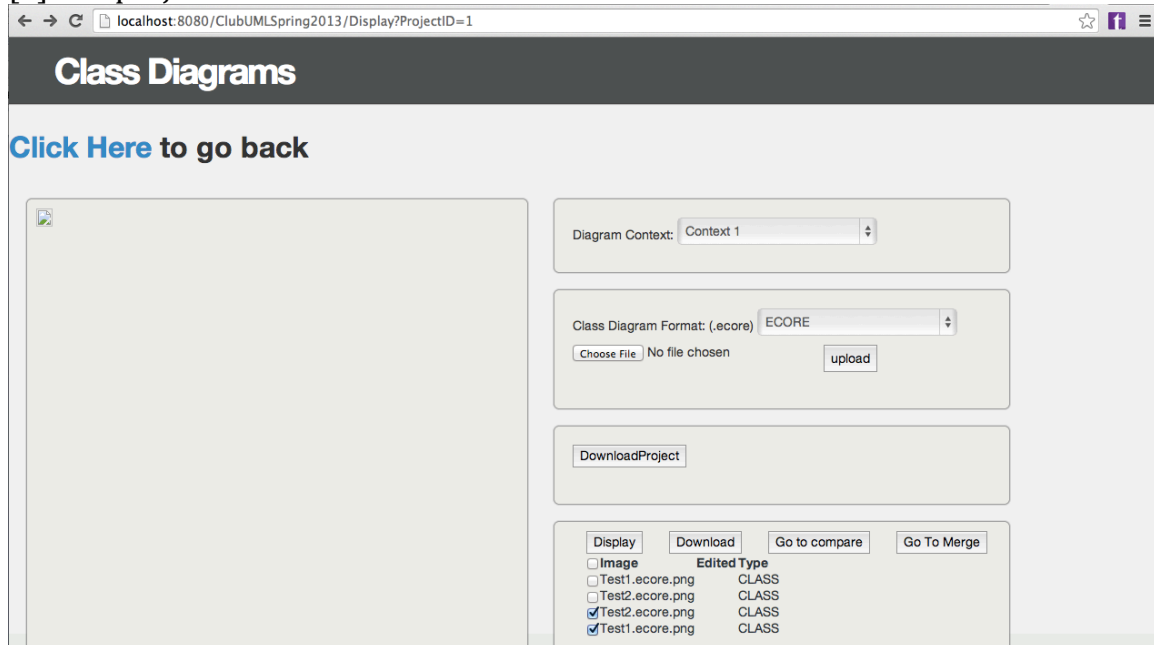 localhost:8080/ClubUMLSpring2013/Display?ProjectID=1
Class Diagrams
Click Here to go back
Diagram Context: Context 1
Class Diagram Format: (.ecore) ECORE
Choose File No file chosen upload
DownloadProject
Display Download Go to compare Go To Merge
Image Edited Type
Test1.ecore.png CLASS
Test2.ecore.png CLASS
Test2.ecore.png CLASS
Test1.ecore.png CLASS